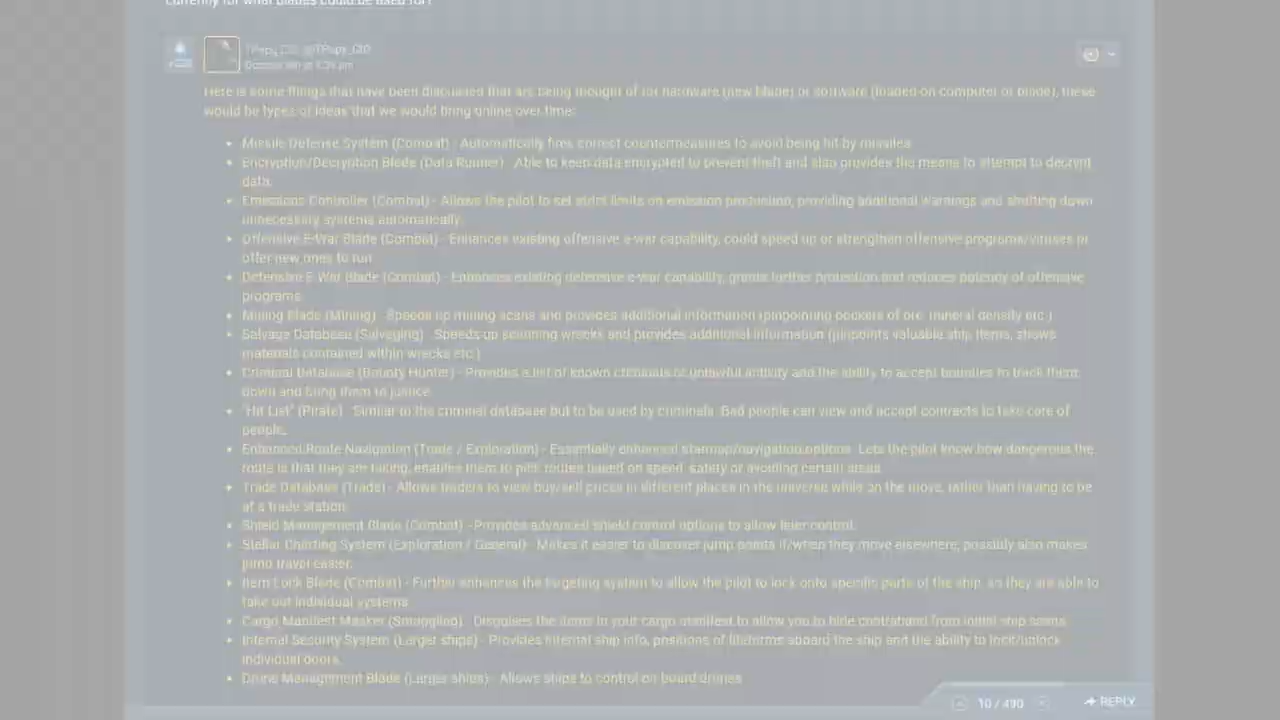 currently for what blades could be used for?
October at pm
Here is some things that have been discussed that are being thought of for hardware (new blade) or software (loaded on computer or blade), these
would be types of ideas that we would bring online over time:
• Missile Defense System (Combat) - Automatically fires correct countermeasures to avoid being hit by missiles.
• Encryption/Decryption Blade (Data Runner) - Able to keep data encrypted to prevent theft and also provides the means to attempt to decrypt
data.
• Emissions Controller (Combat) - Allows the pilot to set strict limits on emission production, providing additional warnings and shutting down
unnecessary systems automatically.
• Offensive E-War Blade (Combat) - Enhances existing offensive e-war capability, could speed up or strengthen offensive programs/viruses or
offer new ones to run.
• Defensive E-War Blade (Combat) - Enhances existing defensive e-war capability, grants further protection and reduces potency of offensive
programs.
• Mining Blade (Mining) - Speeds up mining scans and provides additional information (pinpointing pockets of ore, mineral density etc.)
• Salvage Database (Salvaging) - Speeds up scanning wrecks and provides additional information (pinpoints valuable ship items, shows
materials contained within wrecks etc.)
• Criminal Database (Bounty Hunter) - Provides a list of known criminals or unlawful activity and the ability to accept bounties to track them
down and bring them to justice.
• 'Hit List' (Pirate) - Similar to the criminal database but to be used by criminals. Bad people can view and accept contracts to take care of
people.
• Enhanced Route Navigation (Trade / Exploration) - Essentially enhanced starmap/navigation options. Lets the pilot know how dangerous the
route is that they are taking, enables them to pick routes based on speed, safety or avoiding certain areas.
• Trade Database (Trade) - Allows traders to view buy/sell prices in different places in the universe while on the move, rather than having to be
at a trade station.
• Shield Management Blade (Combat) - Provides advanced shield control options to allow finer control.
• Stellar Charting System (Exploration / General) - Makes it easier to discover jump points if/when they move elsewhere, possibly also makes
jump travel easier.
• Item Lock Blade (Combat) - Further enhances the targeting system to allow the pilot to lock onto specific parts of the ship, so they are able to
take out individual systems.
• Cargo Manifest Masker (Smuggling) - Disguises the items in your cargo manifest to allow you to hide contraband from initial ship scans.
• Internal Security System (Larger ships) - Provides internal ship info, positions of lifeforms aboard the ship and the ability to lock/unlock
individual doors.
• Drone Management Blade (Larger ships) - Allows ships to control on board drones
10 / 490
REPLY